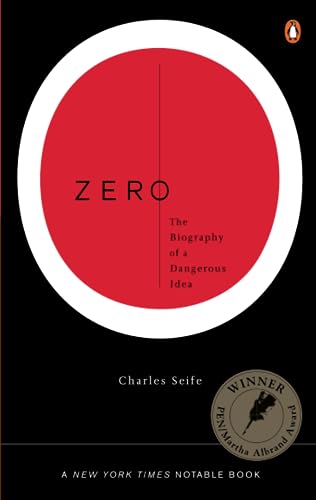 ZERO
The
Biography
of a
Dangerous
Idea
Charles Seife
WINNER
PEN/Martha Albrand Award
A NEW YORK TIMES NOTABLE BOOK